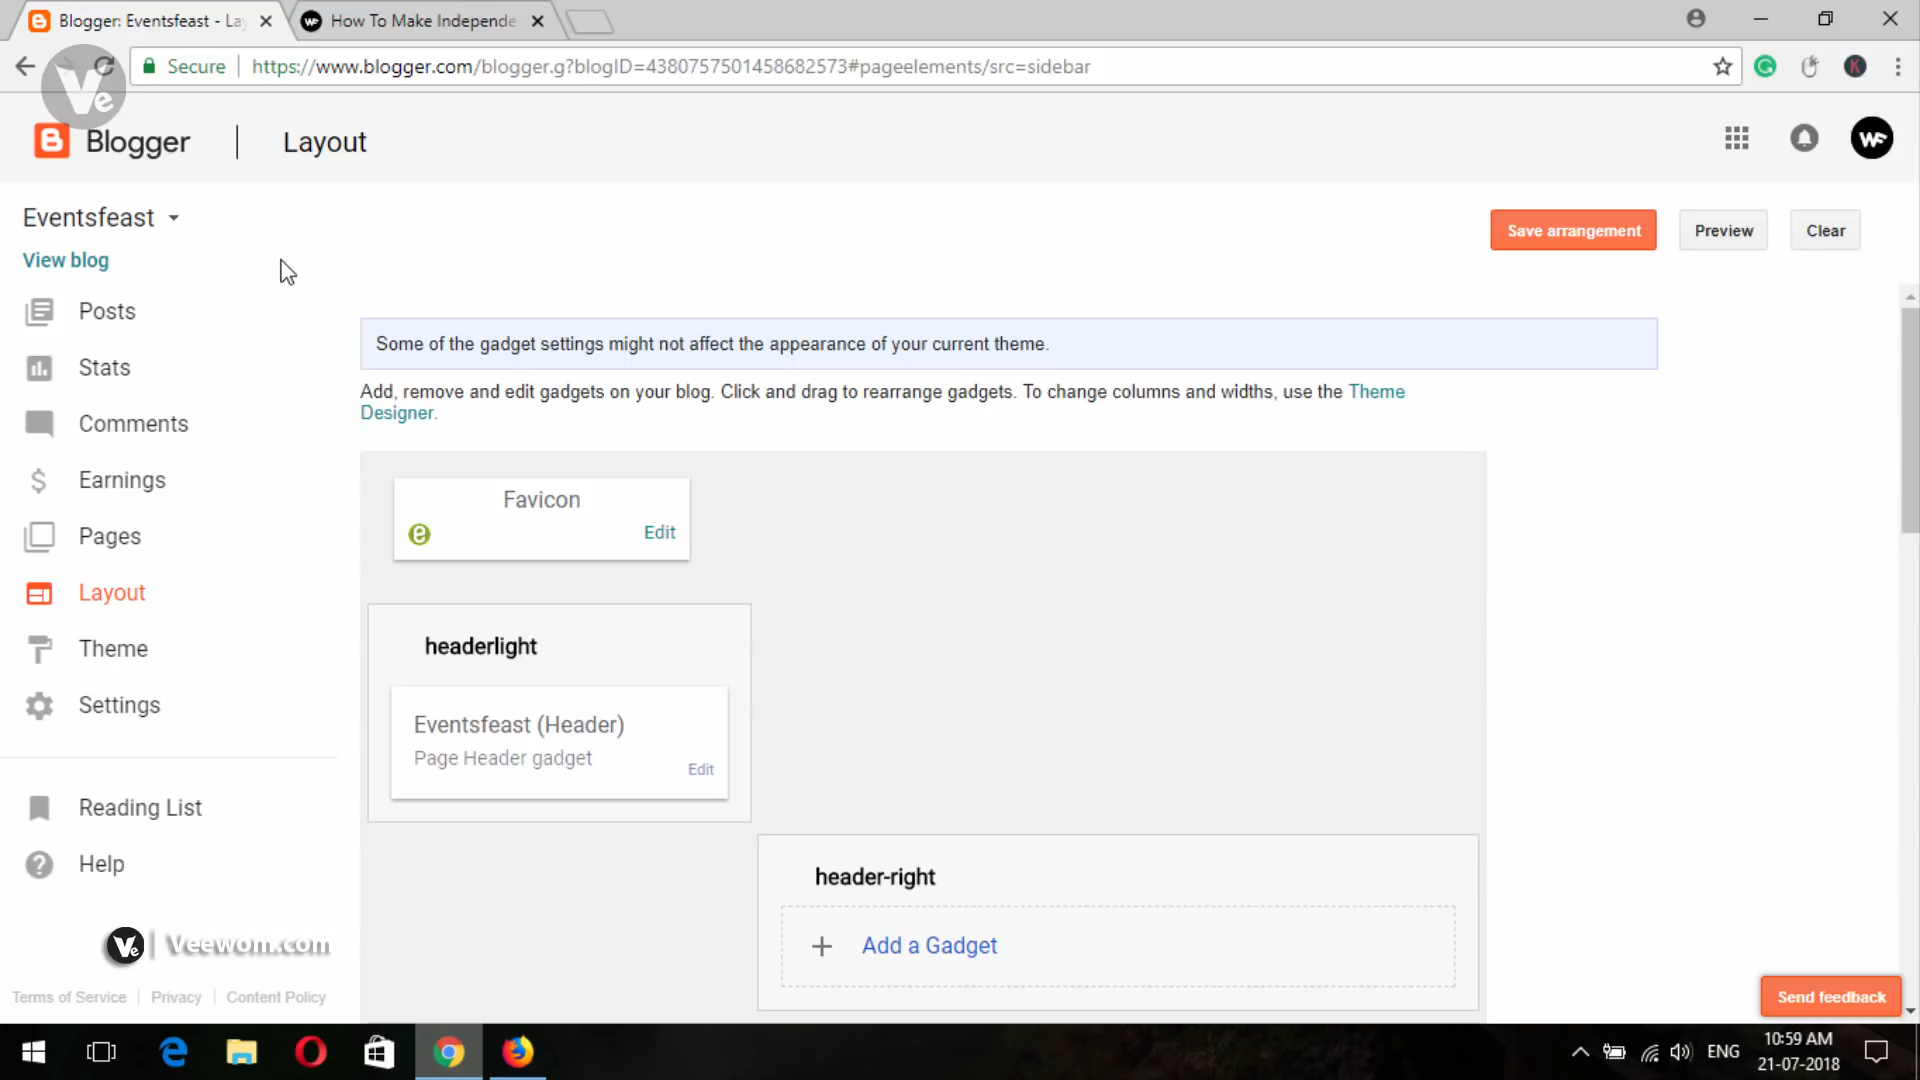 Blogger: Eventsfeast - La
How To Make Independe
Secure
https://www.blogger.com/blogger.g?blogID=4380757501458682573#pageelements/src=sidebar
Ve
Blogger
Layout
Eventsfeast
View blog
Save arrangement
Preview
Clear
Posts
Stats
Comments
Earnings
Pages
Layout
Theme
Settings
Reading List
Help
Some of the gadget settings might not affect the appearance of your current theme.
Add, remove and edit gadgets on your blog. Click and drag to rearrange gadgets. To change columns and widths, use the Theme
Designer.
Favicon
Edit
headerlight
Eventsfeast (Header)
Page Header gadget
Edit
header-right
Add a Gadget
Ve | Veewom.com
Terms of Service
Privacy
Content Policy
Send feedback
ENG
10:59 AM
21-07-2018